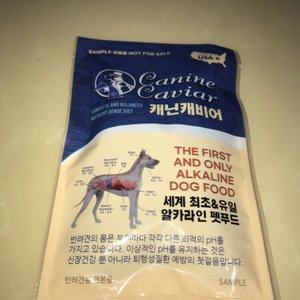 SAMPLE 견본품 NOT FOR SALE
USA
Canine
Caviar
COMPLETE AND BALANCED
NUTRIENT DENSE DIET
캐닌캐비어
THE FIRST
AND ONLY
ALKALINE
DOG FOOD
세계 최초&유일
알카라인 펫푸드
반려견의 몸은 부위마다 각각 다른 최적의 pH를
가지고 있습니다. 이상적인 pH를 유지하는 것은
신장건강 뿐 아니라 퇴행성질환 예방의 첫걸음입니다.
SAMPLE